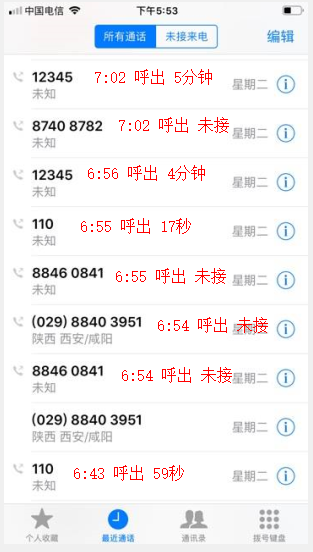 中国电信 下午5:53
所有通话 未接来电 编辑
12345 7:02 呼出 5分钟 星期二
未知
8740 8782 7:02 呼出 未接 星期二
未知
12345 6:56 呼出 4分钟 星期二
未知
110 6:55 呼出 17秒 星期二
未知
8846 0841 6:55 呼出 未接 星期二
未知
(029) 8840 3951 6:54 呼出 未接 星期二
陕西 西安/咸阳
8846 0841 6:54 呼出 未接 星期二
未知
(029) 8840 3951 星期二
陕西 西安/咸阳
110 6:43 呼出 59秒 星期二
未知
个人收藏 最近通话 通讯录 拨号键盘